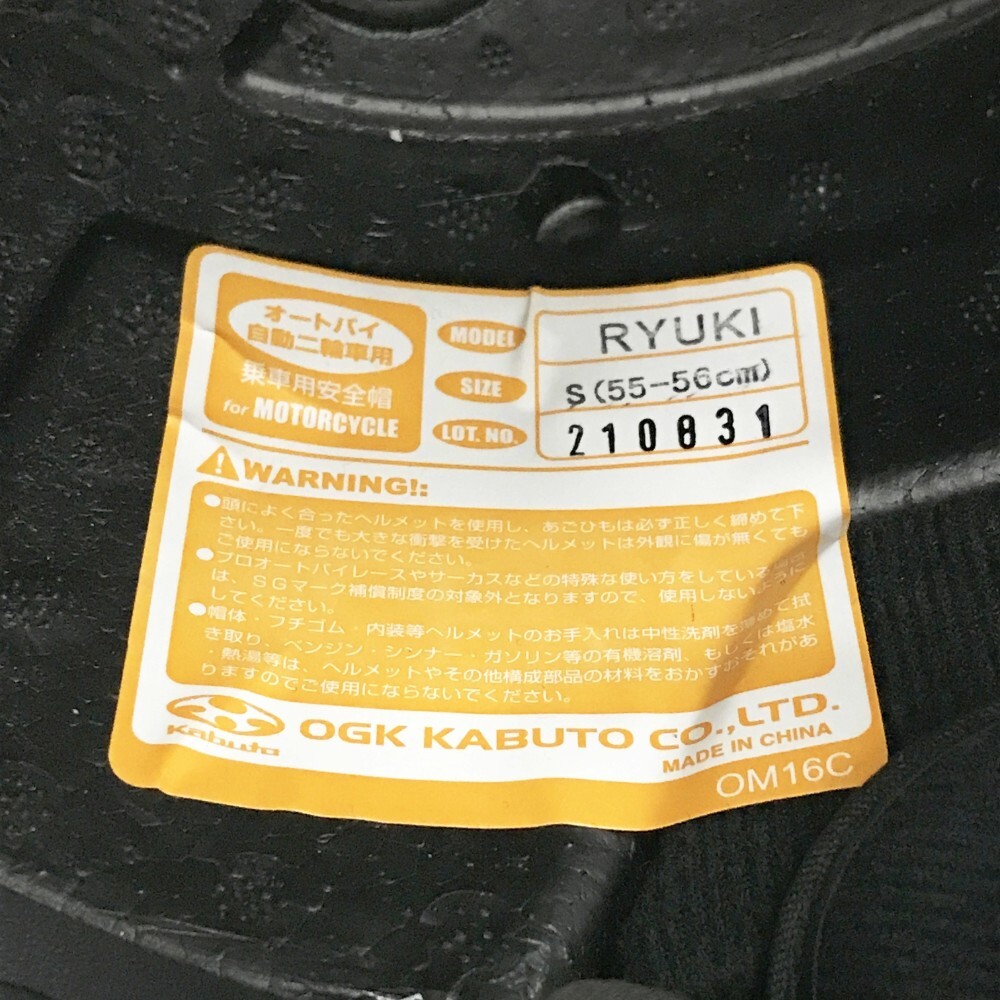 オートバイ
自動二輪車用
乗車用安全帽
for MOTORCYCLE
MODEL RYUKI
SIZE S(55-56cm)
LOT. NO. 210831
WARNING!:
●頭によく合ったヘルメットを使用し、あごひもは必ず正しく締めて下
さい。一度でも大きな衝撃を受けたヘルメットは外観に傷が無くても
ご使用にならないでください。
●プロオートバイレースやサーカスなどの特殊な使い方をしている
は、SGマーク補償制度の対象外となりますので、使用しないように
してください。
●帽体・フチゴム・内装等ヘルメットのお手入れは中性洗剤を薄めて拭
き取り、ベンジン・シンナー・ガソリン等の有機溶剤、もしくは塩水
・熱湯等は、ヘルメットやその他構成部品の材料をおかすおそれがあ
りますのでご使用にならないでください。
Kabuto OGK KABUTO CO.,LTD.
MADE IN CHINA
OM16C